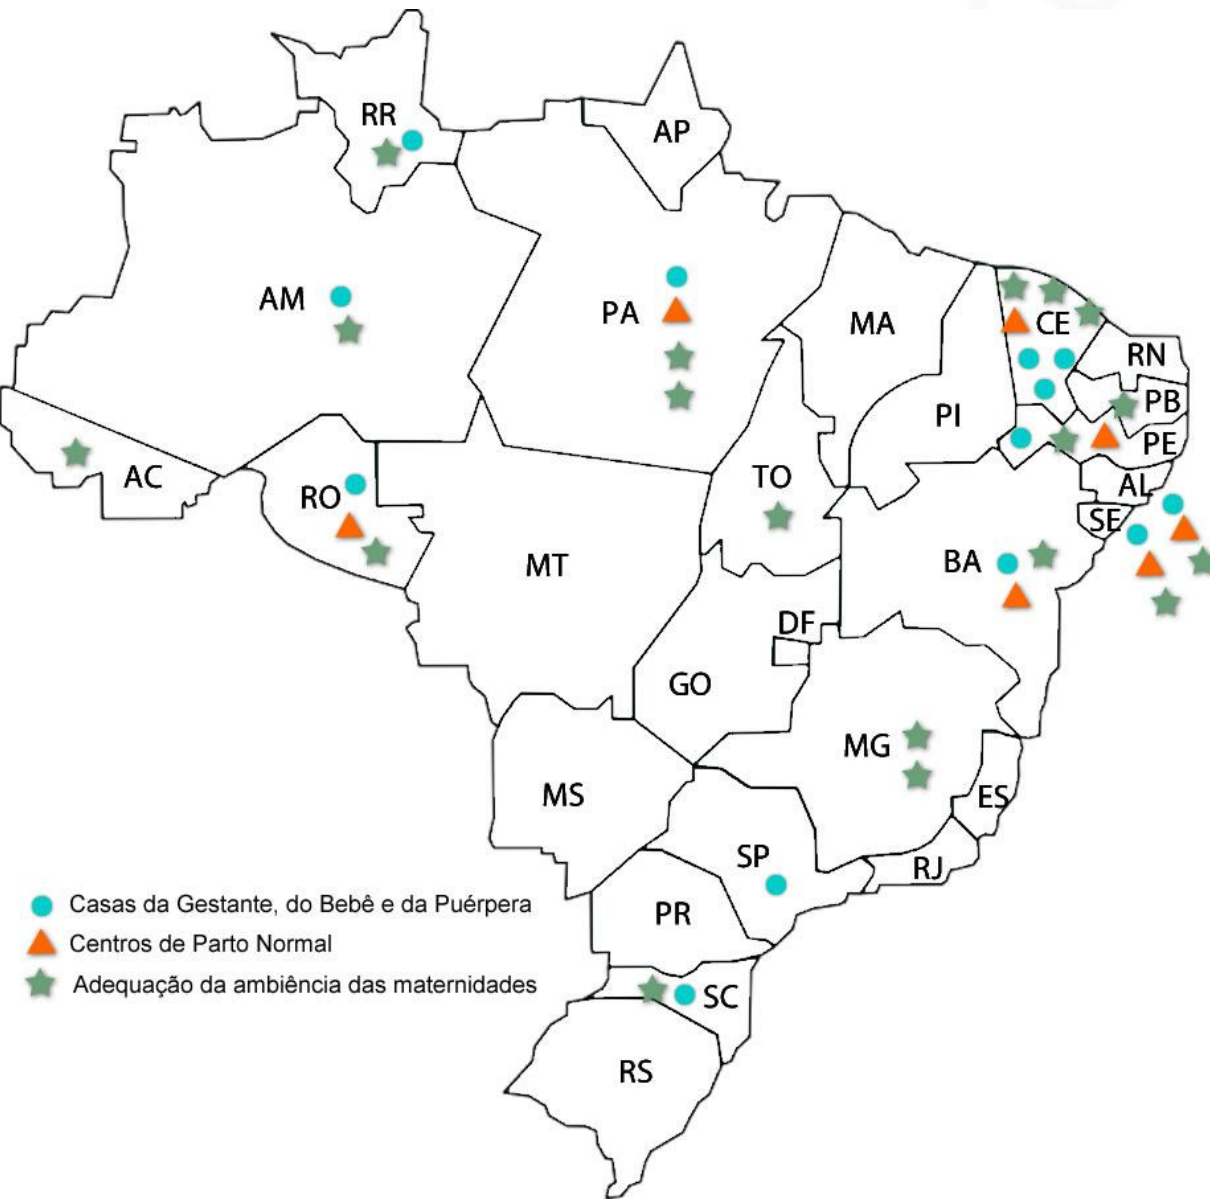 RR
AP
AM
PA
MA
CE
RN
PB
PI
PE
AC
RO
TO
AL
SE
MT
BA
DF
GO
MG
MS
ES
SP
RJ
PR
Casas da Gestante, do Bebê e da Puérpera
Centros de Parto Normal
Adequação da ambiência das maternidades
SC
RS